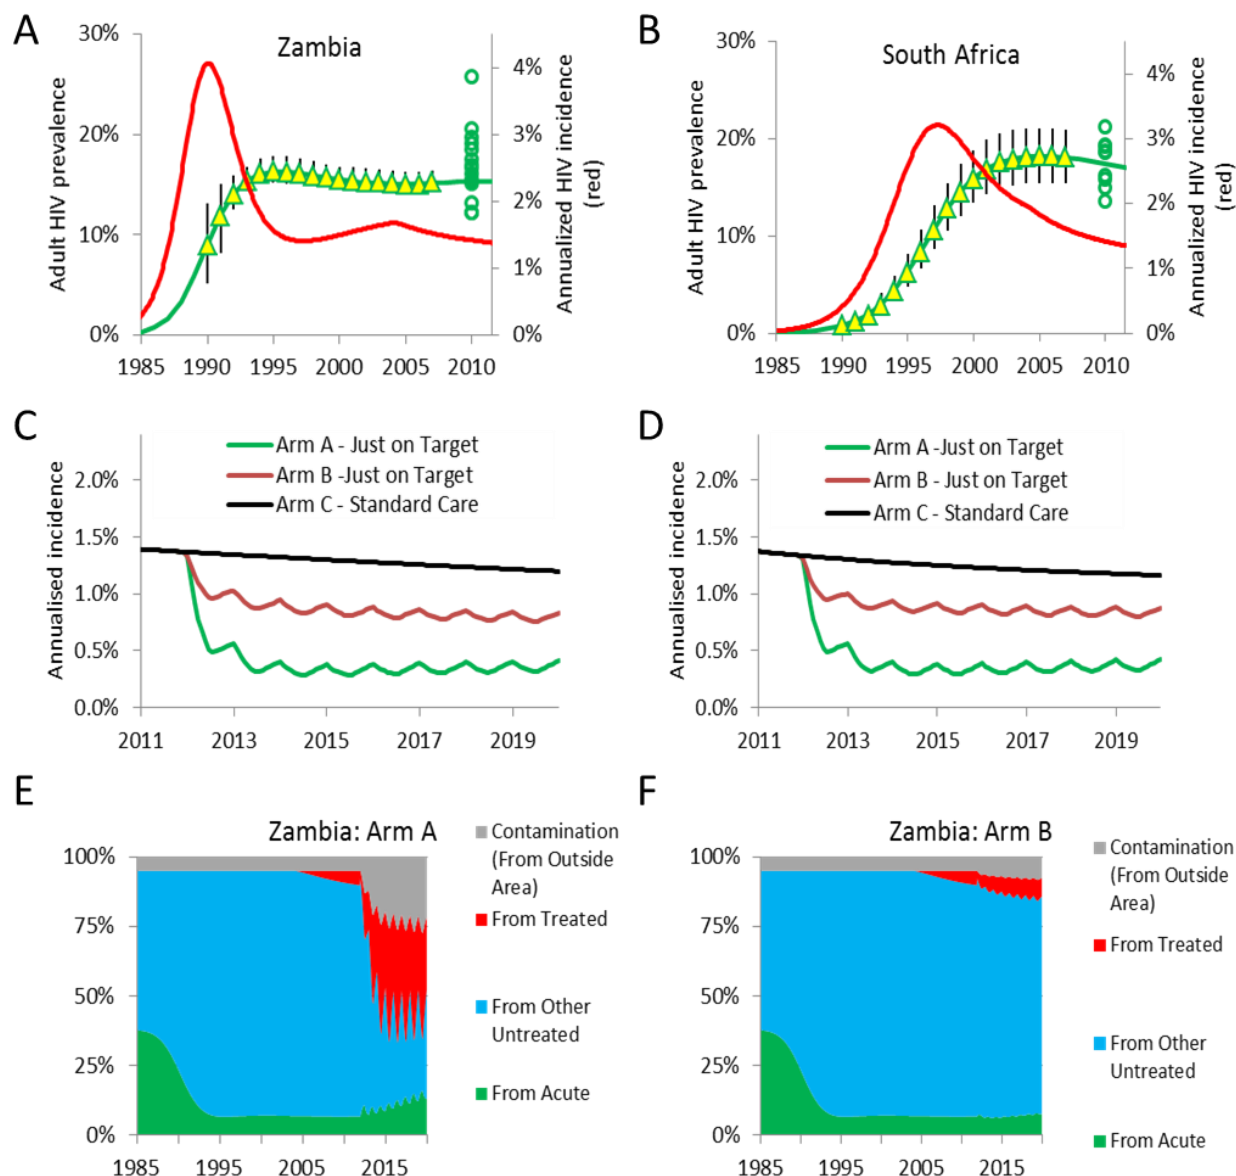 A
Zambia
30%
20%
10%
0%
Adult HIV prevalence
4%
3%
2%
1%
0%
Annualized HIV incidence
(red)
1985 1990 1995 2000 2005 2010
B
South Africa
30%
20%
10%
0%
Adult HIV prevalence
4%
3%
2%
1%
0%
Annualized HIV incidence
(red)
1985 1990 1995 2000 2005 2010
C
Arm A - Just on Target
Arm B -Just on Target
Arm C - Standard Care
Annualised incidence
2.0%
1.5%
1.0%
0.5%
0.0%
2011 2013 2015 2017 2019
D
Arm A -Just on Target
Arm B - Just on Target
Arm C - Standard Care
Annualised incidence
2.0%
1.5%
1.0%
0.5%
0.0%
2011 2013 2015 2017 2019
E
Zambia: Arm A
100%
75%
50%
25%
0%
1985 1995 2005 2015
Contamination
(From Outside
Area)
From Treated
From Other
Untreated
From Acute
F
Zambia: Arm B
100%
75%
50%
25%
0%
1985 1995 2005 2015
Contamination
(From Outside
Area)
From Treated
From Other
Untreated
From Acute